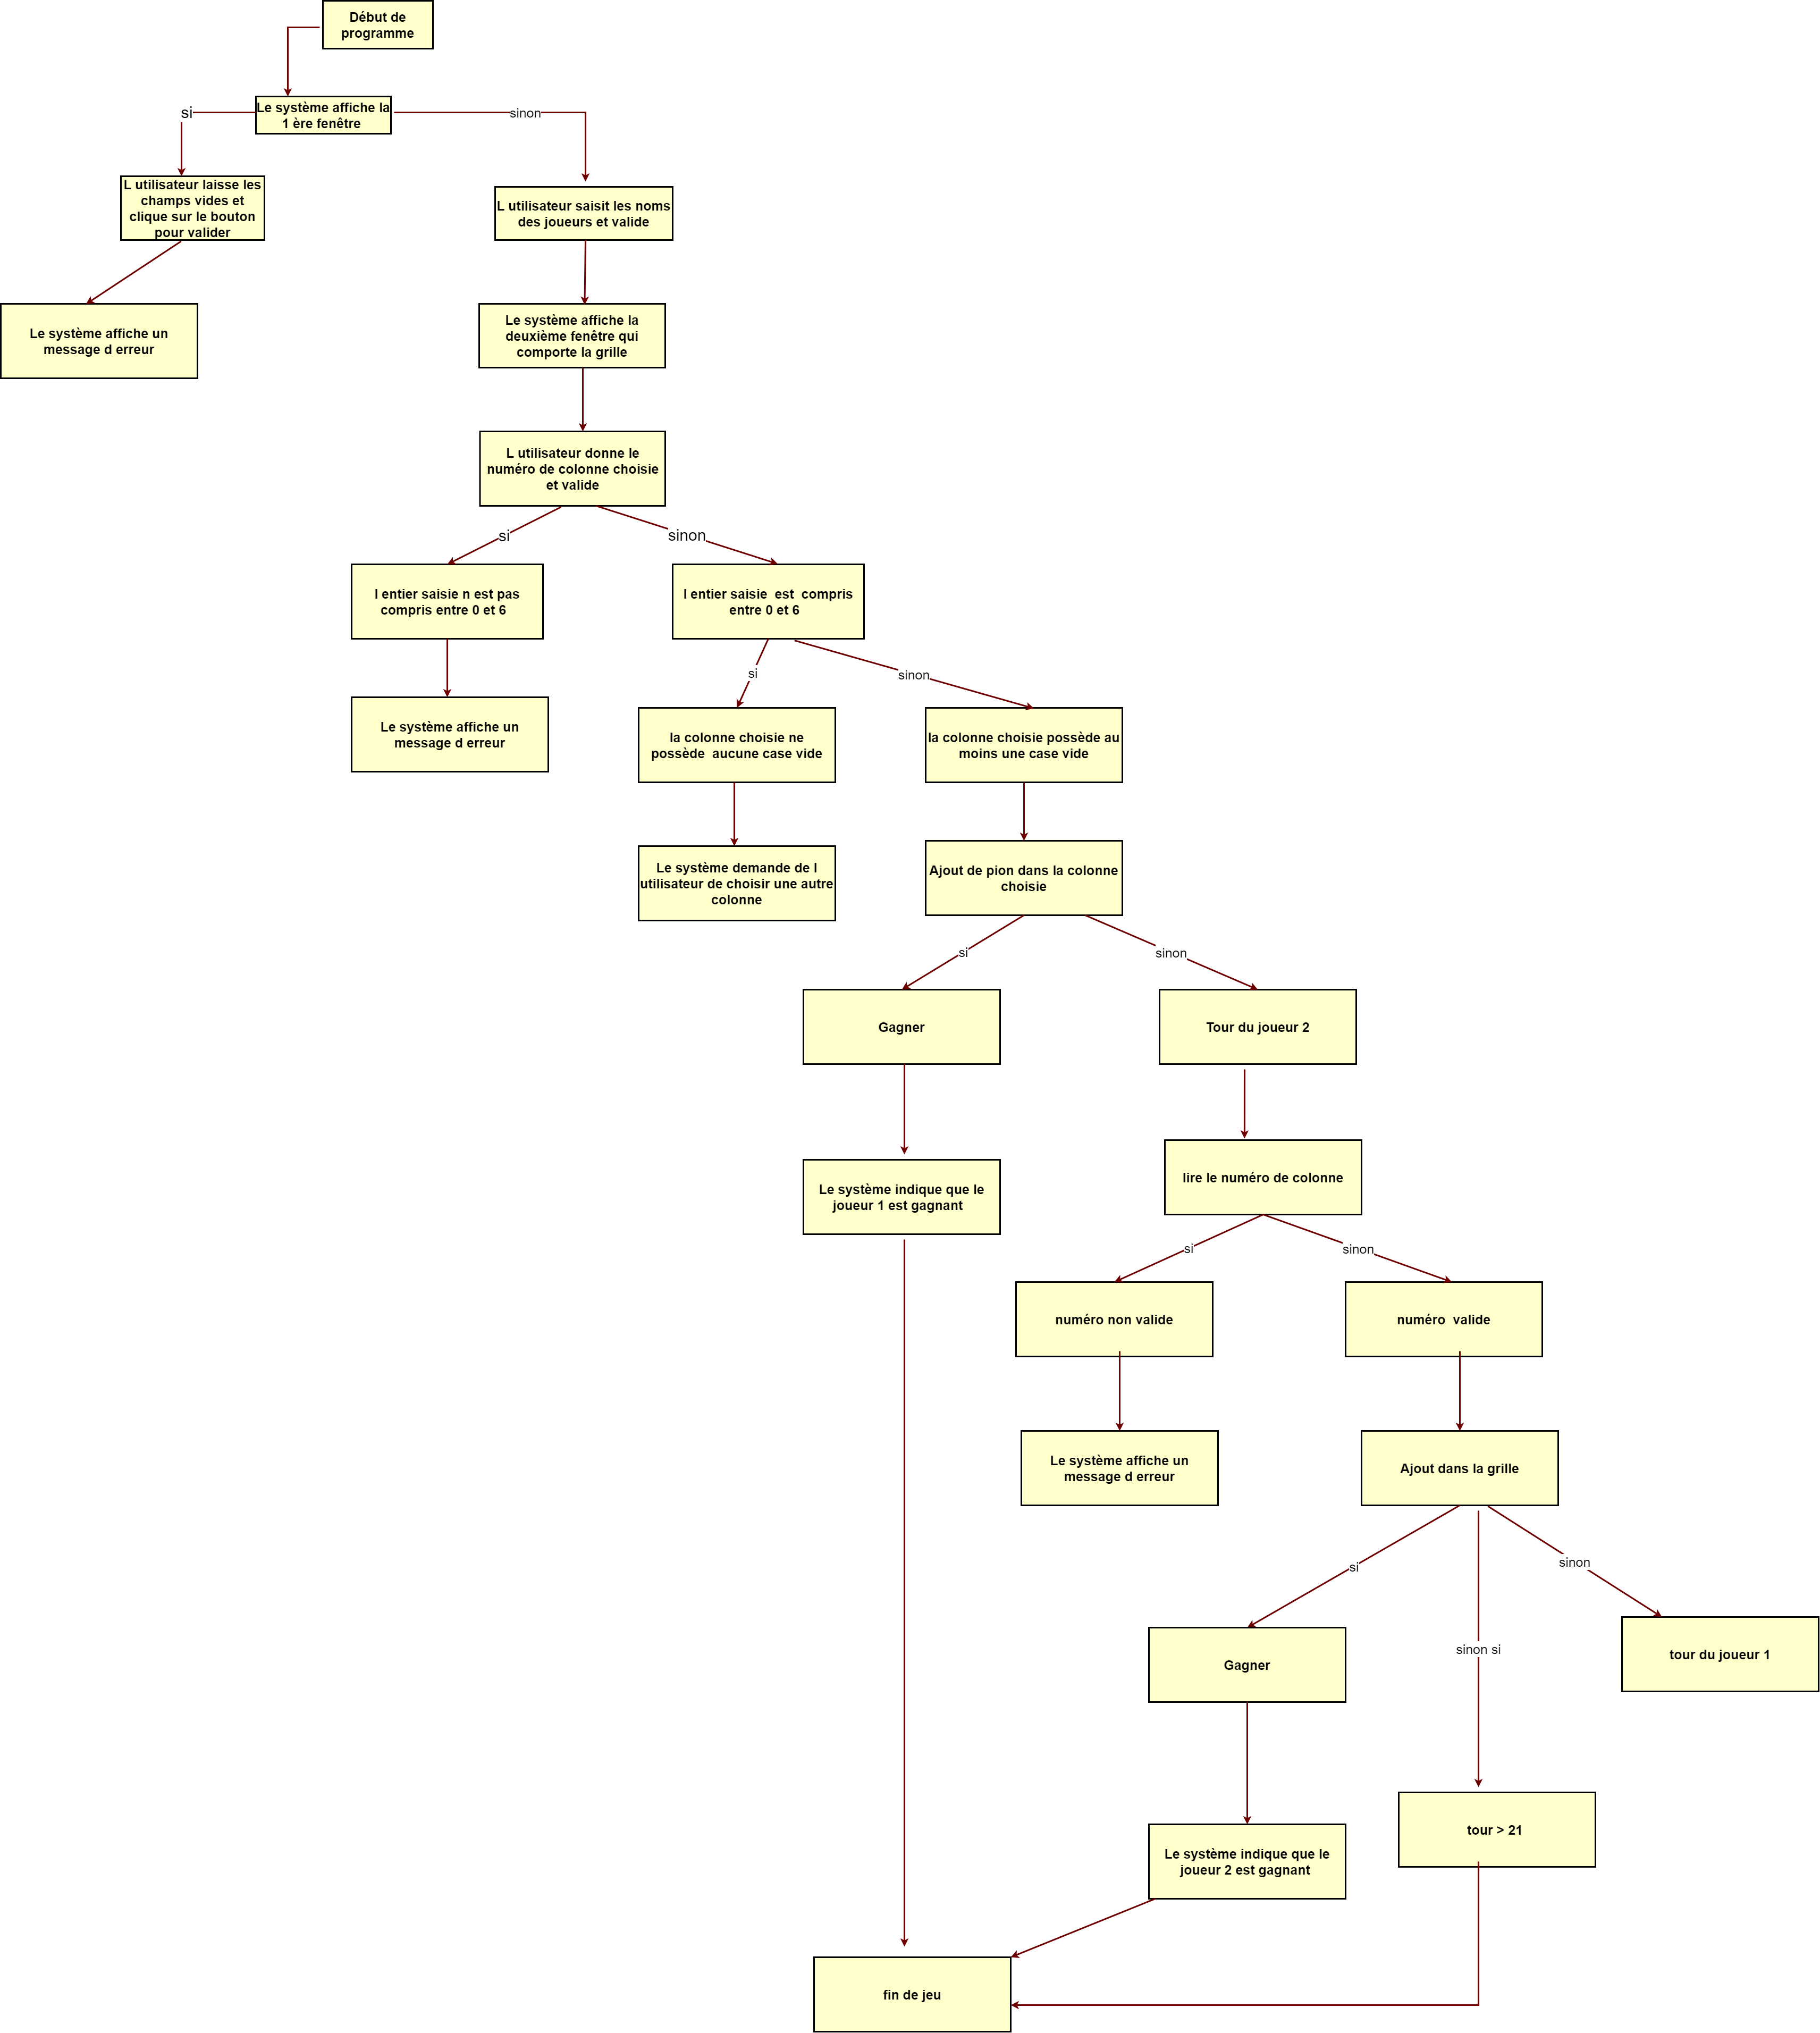 Début de
programme
Le système affiche la
1 ère fenêtre
si
sinon
L utilisateur laisse les
champs vides et
clique sur le bouton
pour valider
L utilisateur saisit les noms
des joueurs et valide
Le système affiche un
message d erreur
Le système affiche la
deuxième fenêtre qui
comporte la grille
L utilisateur donne le
numéro de colonne choisie
et valide
si
sinon
l entier saisie n est pas
compris entre 0 et 6
l entier saisie est compris
entre 0 et 6
si
sinon
Le système affiche un
message d erreur
la colonne choisie ne
possède aucune case vide
la colonne choisie possède au
moins une case vide
Le système demande de l
utilisateur de choisir une autre
colonne
Ajout de pion dans la colonne
choisie
si
sinon
Gagner
Tour du joueur 2
Le système indique que le
joueur 1 est gagnant
lire le numéro de colonne
si
sinon
numéro non valide
numéro valide
Le système affiche un
message d erreur
Ajout dans la grille
si
sinon
sinon si
Gagner
tour du joueur 1
tour > 21
Le système indique que le
joueur 2 est gagnant
fin de jeu